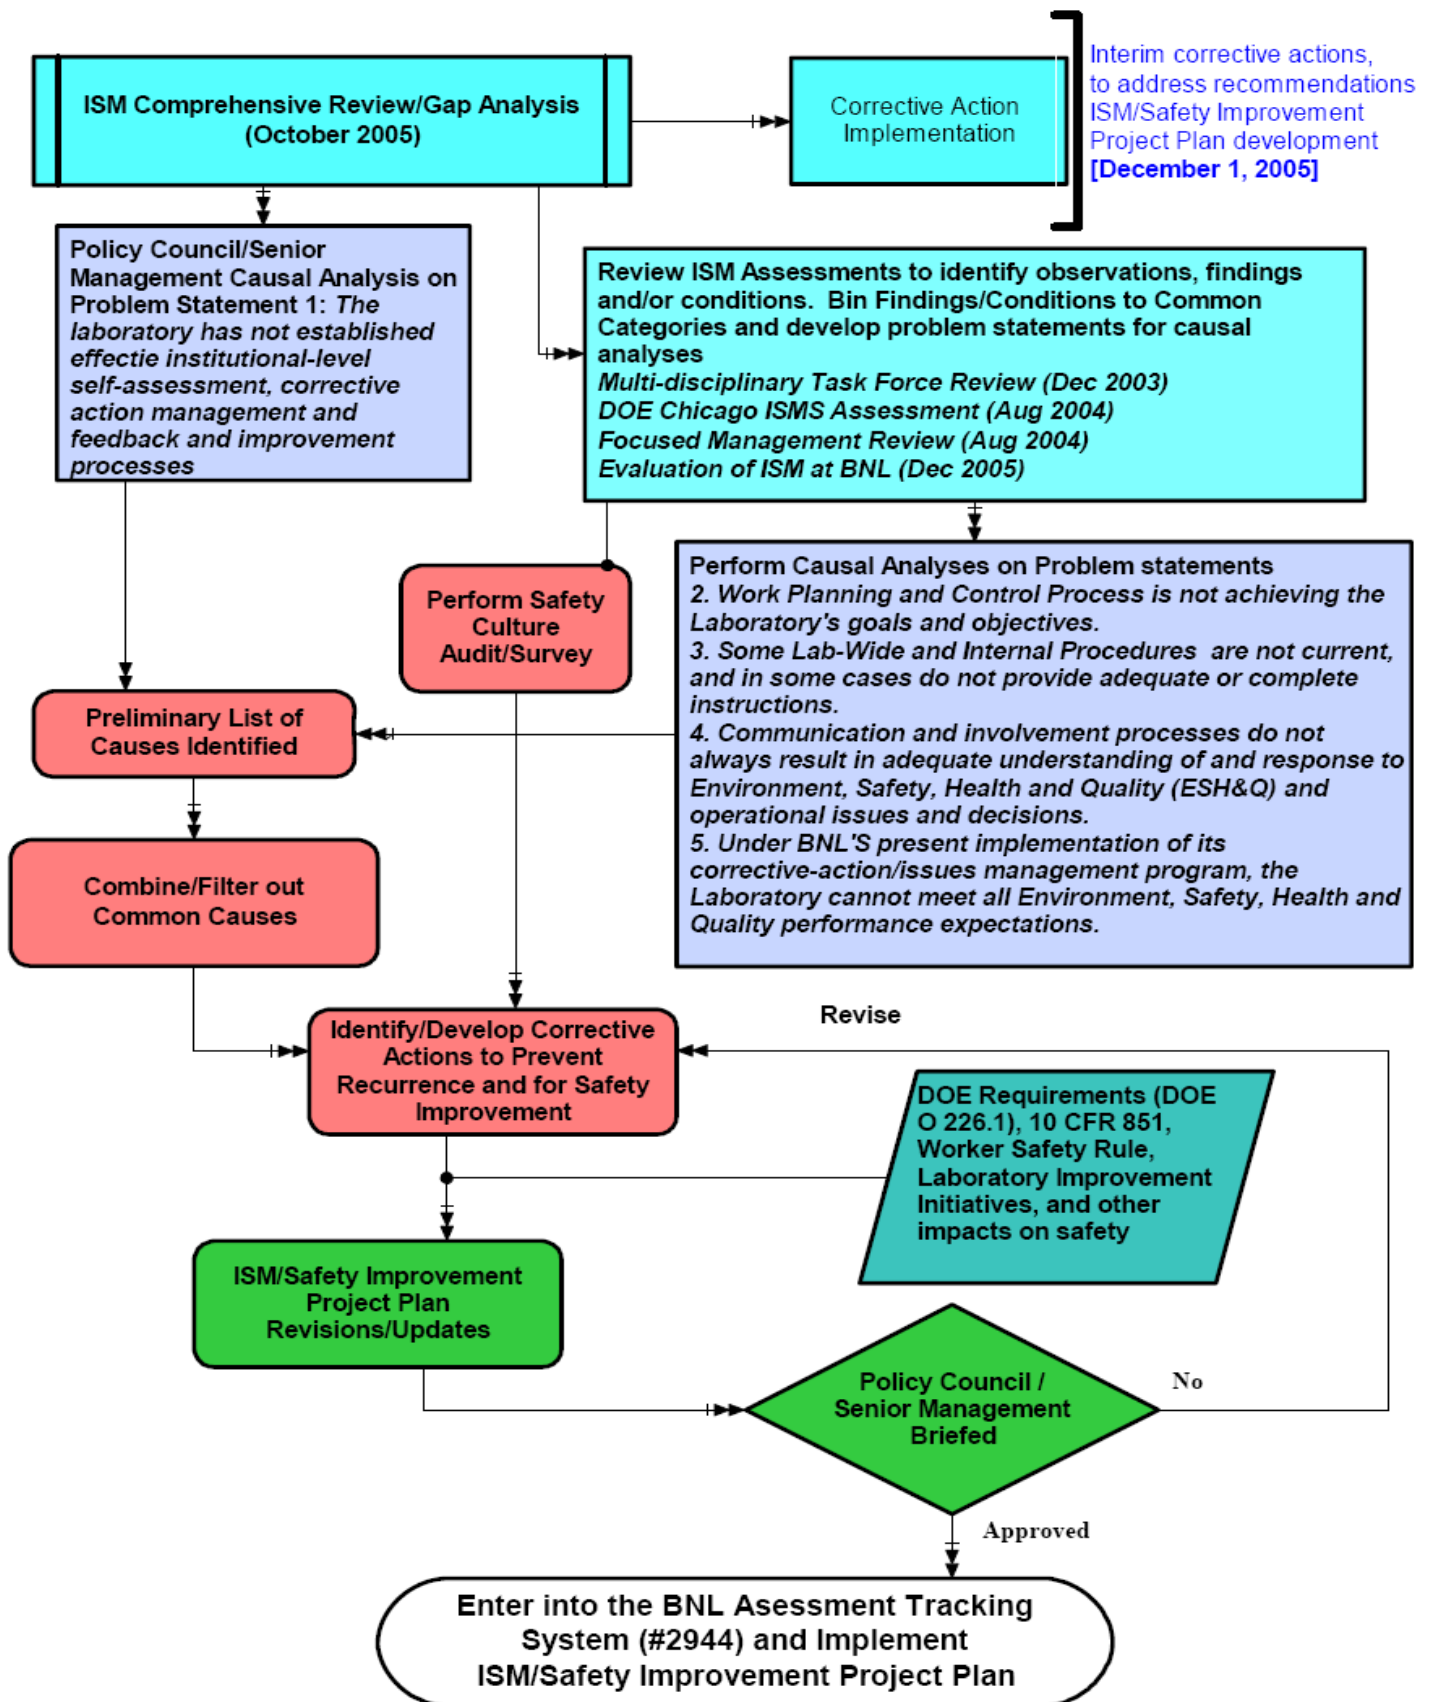 ISM Comprehensive Review/Gap Analysis
(October 2005)
Corrective Action
Implementation
Interim corrective actions,
to address recommendations
ISM/Safety Improvement
Project Plan development
[December 1, 2005]
Policy Council/Senior
Management Causal Analysis on
Problem Statement 1: The
laboratory has not established
effectie institutional-level
self-assessment, corrective
action management and
feedback and improvement
processes
Review ISM Assessments to identify observations, findings
and/or conditions.  Bin Findings/Conditions to Common
Categories and develop problem statements for causal
analyses
Multi-disciplinary Task Force Review (Dec 2003)
DOE Chicago ISMS Assessment (Aug 2004)
Focused Management Review (Aug 2004)
Evaluation of ISM at BNL (Dec 2005)
Perform Safety
Culture
Audit/Survey
Perform Causal Analyses on Problem statements
2. Work Planning and Control Process is not achieving the
Laboratory's goals and objectives.
3. Some Lab-Wide and Internal Procedures  are not current,
and in some cases do not provide adequate or complete
instructions.
4. Communication and involvement processes do not
always result in adequate understanding of and response to
Environment, Safety, Health and Quality (ESH&Q) and
operational issues and decisions.
5. Under BNL'S present implementation of its
corrective-action/issues management program, the
Laboratory cannot meet all Environment, Safety, Health and
Quality performance expectations.
Preliminary List of
Causes Identified
Combine/Filter out
Common Causes
Identify/Develop Corrective
Actions to Prevent
Recurrence and for Safety
Improvement
Revise
DOE Requirements (DOE
O 226.1), 10 CFR 851,
Worker Safety Rule,
Laboratory Improvement
Initiatives, and other
impacts on safety
ISM/Safety Improvement
Project Plan
Revisions/Updates
Policy Council /
Senior Management
Briefed
No
Approved
Enter into the BNL Asessment Tracking
System (#2944) and Implement
ISM/Safety Improvement Project Plan